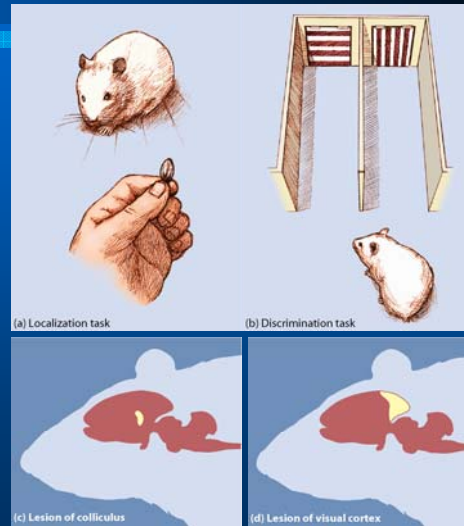 (a) Localization task
(b) Discrimination task
(c) Lesion of colliculus
(d) Lesion of visual cortex